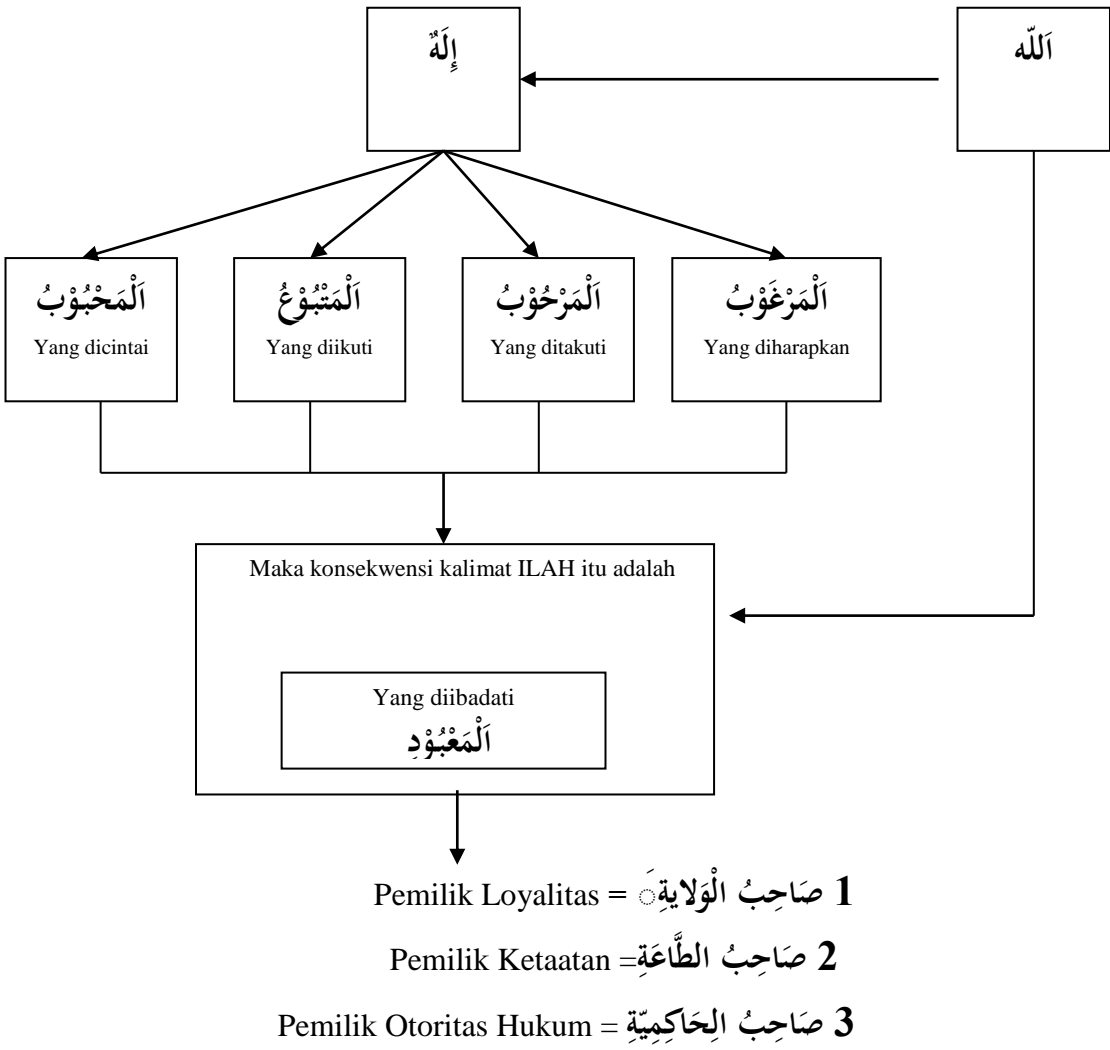 إِلَهٌ
اَللّه
اَلْمَحْبُوْبُ
Yang dicintai
اَلْمَتْبُوْعُ
Yang diikuti
اَلْمَرْحُوْبُ
Yang ditakuti
اَلْمَرْغَوْبُ
Yang diharapkan
Maka konsekwensi kalimat ILAH itu adalah
Yang diibadati
اَلْمَعْبُوْدِ
1 صَاحِبُ الْوَلايةِ َ = Pemilik Loyalitas
2 صَاحِبُ الطَّاعَةِ= Pemilik Ketaatan
3 صَاحِبُ الِحَاكِمِيّةِ = Pemilik Otoritas Hukum